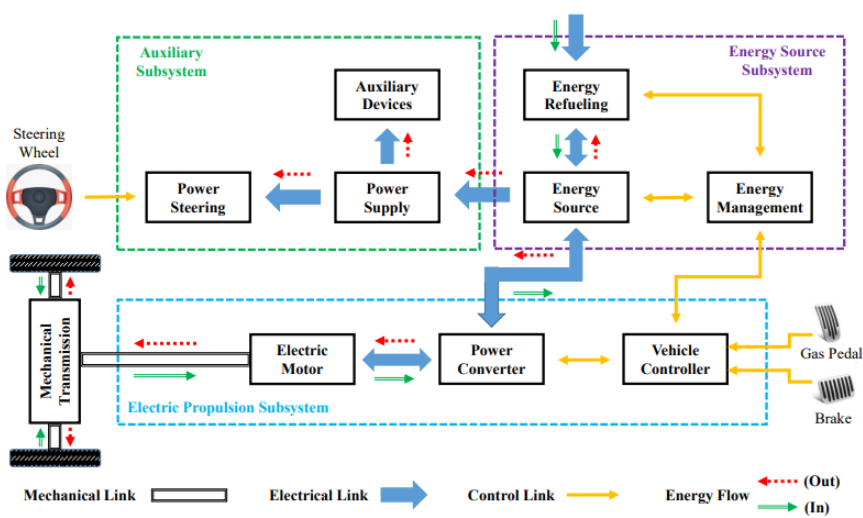 Auxiliary
Subsystem
Energy Source
Subsystem
Auxiliary
Devices
Energy
Refueling
Steering
Wheel
Power
Steering
Power
Supply
Energy
Source
Energy
Management
Mechanical
Transmission
Electric
Motor
Power
Converter
Vehicle
Controller
Gas Pedal
Brake
Electric Propulsion Subsystem
Mechanical Link
Electrical Link
Control Link
Energy Flow
(Out)
(In)